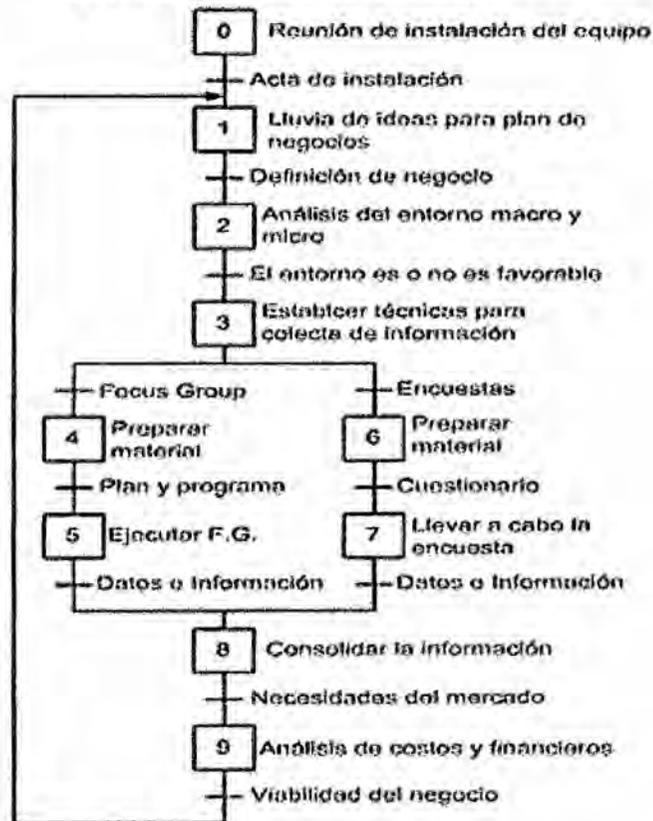 0 Reunión de instalación del equipo
Acta de instalación
1 Lluvia de ideas para plan de
negocios
Definición de negocio
2 Análisis del entorno macro y
micro
El entorno es o no es favorable
3 Establcer técnicas para
colecta de información
Focus Group
Encuestas
4 Preparar
material
6 Preparar
material
Plan y programa
Cuestionario
5 Ejecutor F.G.
7 Llevar a cabo la
encuesta
Datos o Información
Datos o Información
8 Consolidar la información
Necesidades del mercado
9 Análisis de costos y financieros
Viabilidad del negocio